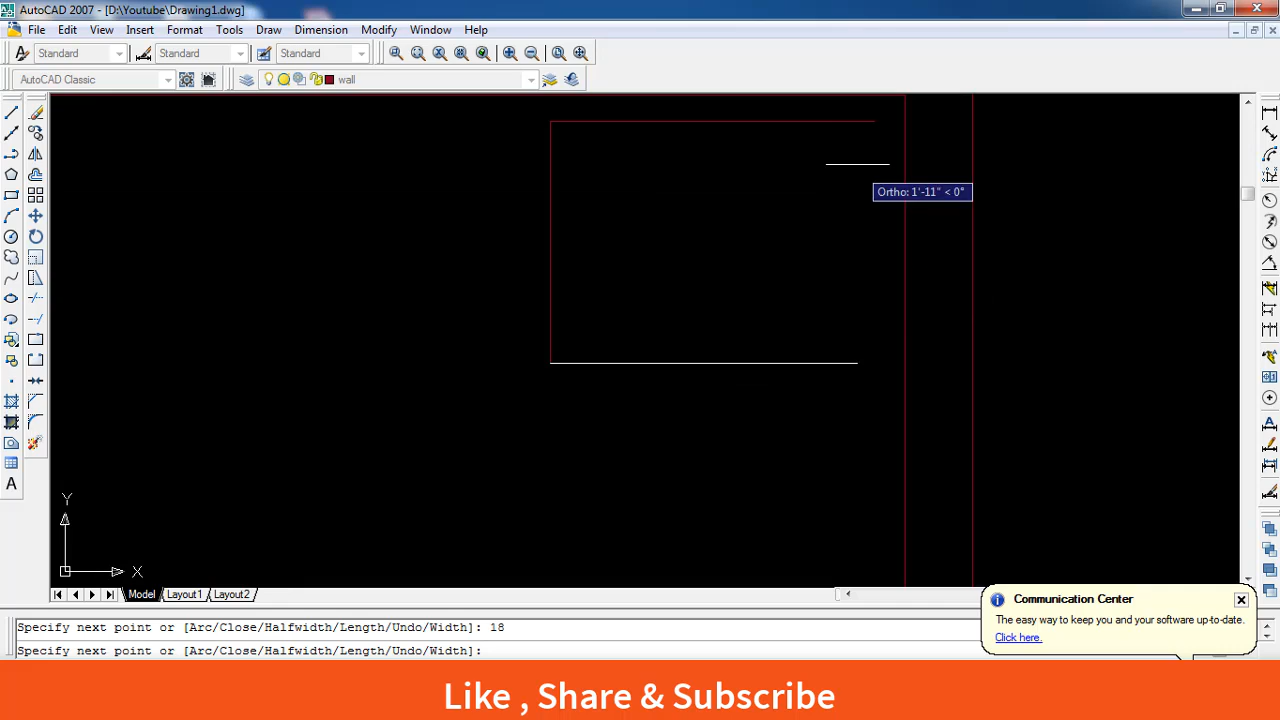 AutoCAD 2007 - [D:\Youtube\Drawing1.dwg]
File Edit View Insert Format Tools Draw Dimension Modify Window Help
Standard Standard Standard
AutoCAD Classic wall
Ortho: 1'-11" < 0°
A
Y
X
Model Layout1 Layout2
Communication Center
The easy way to keep you and your software up-to-date.
Click here.
Specify next point or [Arc/Close/Halfwidth/Length/Undo/Width]: 18
Specify next point or [Arc/Close/Halfwidth/Length/Undo/Width]:
Like , Share & Subscribe